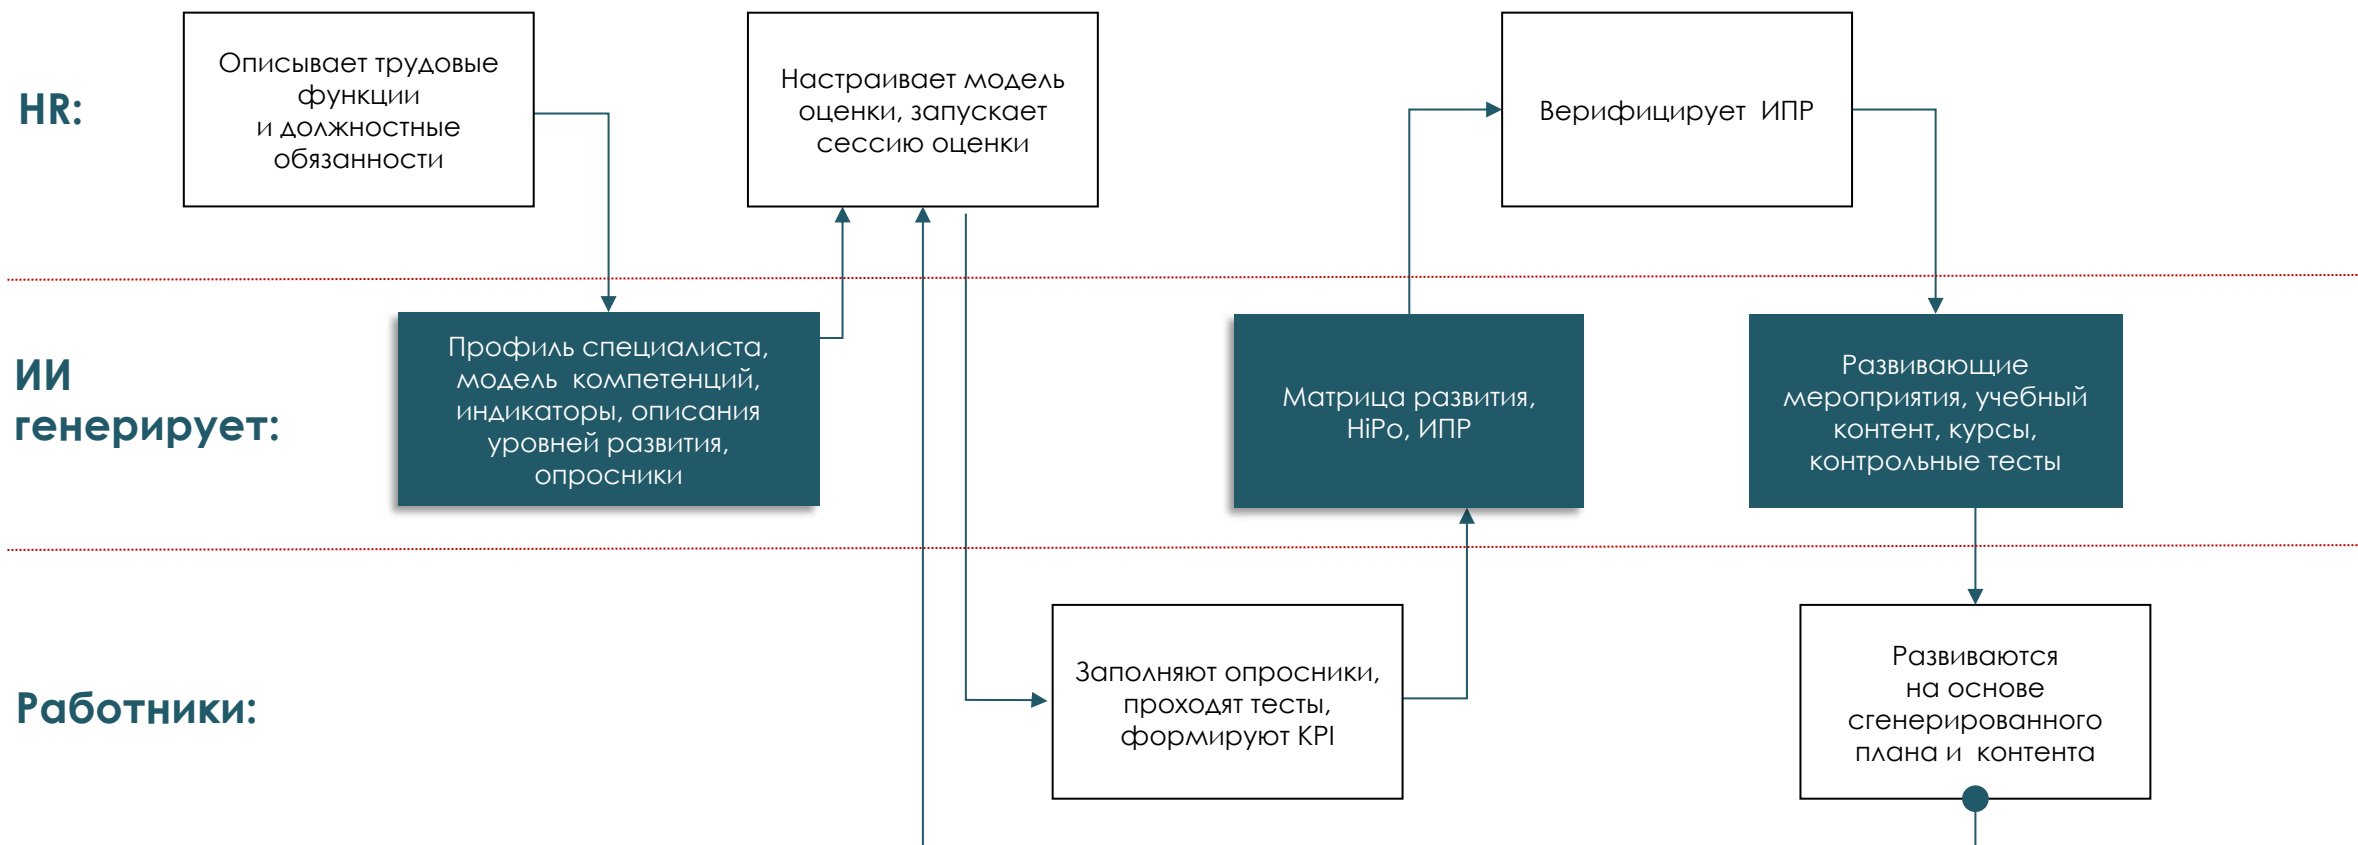 HR:
Описывает трудовые
функции
и должностные
обязанности
Настраивает модель
оценки, запускает
сессию оценки
Верифицирует ИПР
ИИ
генерирует:
Профиль специалиста,
модель компетенций,
индикаторы, описания
уровней развития,
опросники
Матрица развития,
HiPo, ИПР
Развивающие
мероприятия, учебный
контент, курсы,
контрольные тесты
Работники:
Заполняют опросники,
проходят тесты,
формируют KPI
Развиваются
на основе
сгенерированного
плана и контента